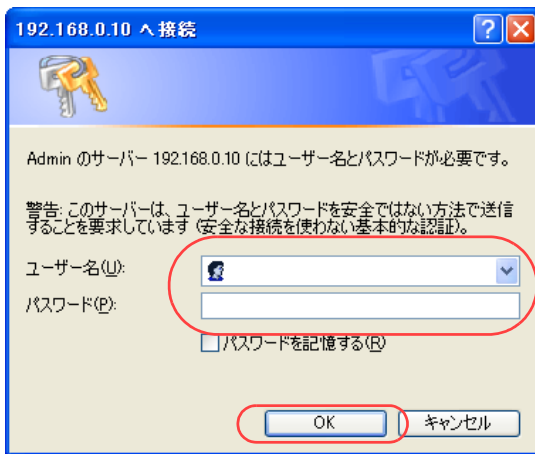 192.168.0.10 へ接続
Admin のサーバー 192.168.0.10 にはユーザー名とパスワードが必要です。
警告: このサーバーは、ユーザー名とパスワードを安全ではない方法で送信
することを要求しています (安全な接続を使わない基本的な認証)。
ユーザー名(U):
パスワード(P):
パスワードを記憶する(R)
OK
キャンセル